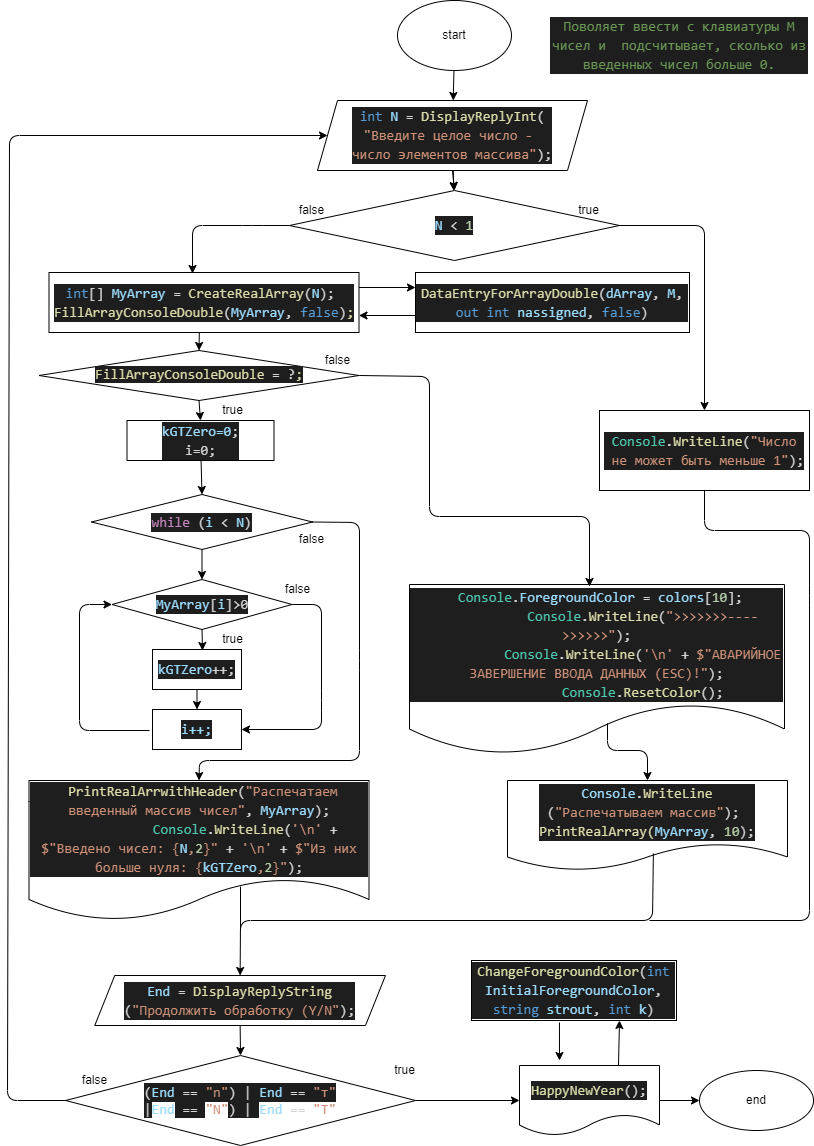 start
Поволяет ввести с клавиатуры M
чисел и подсчитывает, сколько из
введенных чисел больше 0.
int N = DisplayReplyInt(
"Введите целое число -
число элементов массива");
false
true
N < 1
int[] MyArray = CreateRealArray(N);
FillArrayConsoleDouble(MyArray, false);
DataEntryForArrayDouble(dArray, M,
out int nassigned, false)
false
FillArrayConsoleDouble = ?;
true
kGTZero=0;
i=0;
Console.WriteLine("Число
не может быть меньше 1");
while (i < N)
false
false
MyArray[i]>0
true
kGTZero++;
i++;
Console.ForegroundColor = colors[10];
Console.WriteLine(">>>>>>>----
>>>>>>");
Console.WriteLine('\n' + $"АВАРИЙНОЕ
ЗАВЕРШЕНИЕ ВВОДА ДАННЫХ (ESC)!");
Console.ResetColor();
PrintRealArrwithHeader("Распечатаем
введенный массив чисел", MyArray);
Console.WriteLine('\n' +
$"Введено чисел: {N,2}" + '\n' + $"Из них
больше нуля: {kGTZero,2}");
Console.WriteLine
("Распечатываем массив");
PrintRealArray(MyArray, 10);
End = DisplayReplyString
("Продолжить обработку (Y/N");
ChangeForegroundColor(int
InitialForegroundColor,
string strout, int k)
false
true
(End == "n") | End == "т"
|End == "N") | End == "Т"
HappyNewYear();
end